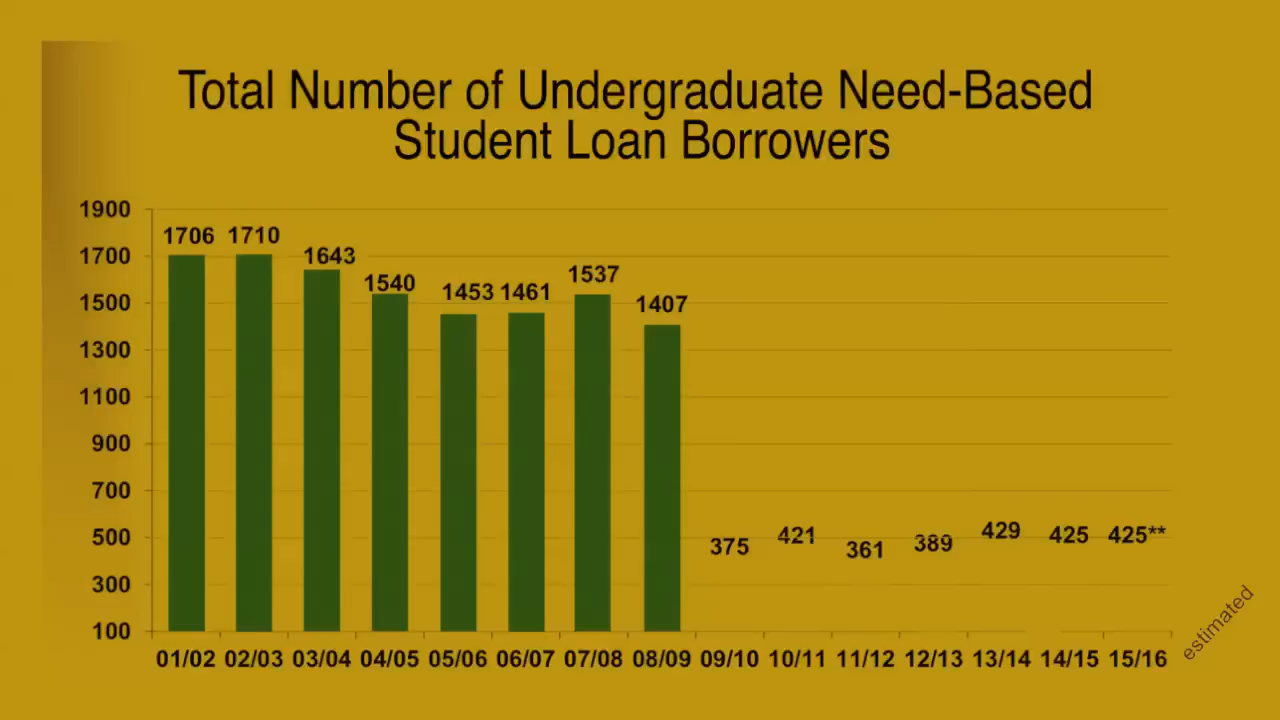 Total Number of Undergraduate Need-Based
Student Loan Borrowers
1900
1700
1500
1300
1100
900
700
500
300
100
1706 1710 1643 1540 1453 1461 1537 1407 375 421 361 389 429 425 425**
01/02 02/03 03/04 04/05 05/06 06/07 07/08 08/09 09/10 10/11 11/12 12/13 13/14 14/15 15/16
estimated